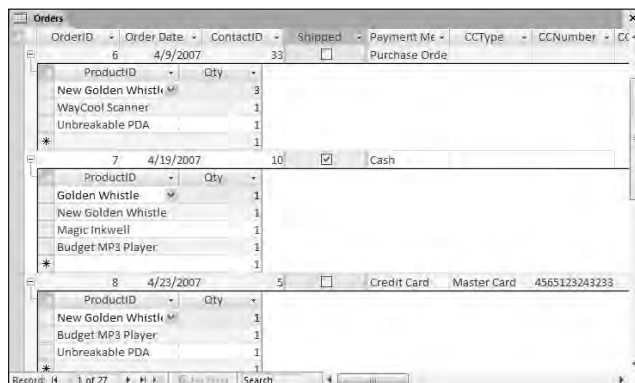 Orders
OrderID Order Date ContactID Shipped Payment Me CCType CCNumber CC
6 4/9/2007 33 Purchase Orde
ProductID Qty
New Golden Whistle 3
WayCool Scanner 1
Unbreakable PDA 1
* 1
7 4/19/2007 10 Cash
ProductID Qty
Golden Whistle 1
New Golden Whistle 1
Magic Inkwell 1
Budget MP3 Player 1
* 1
8 4/23/2007 5 Credit Card Master Card 4565123243233
ProductID Qty
New Golden Whistle 1
Budget MP3 Player 1
Unbreakable PDA 1
* 1
Record: 1 of 27 Search